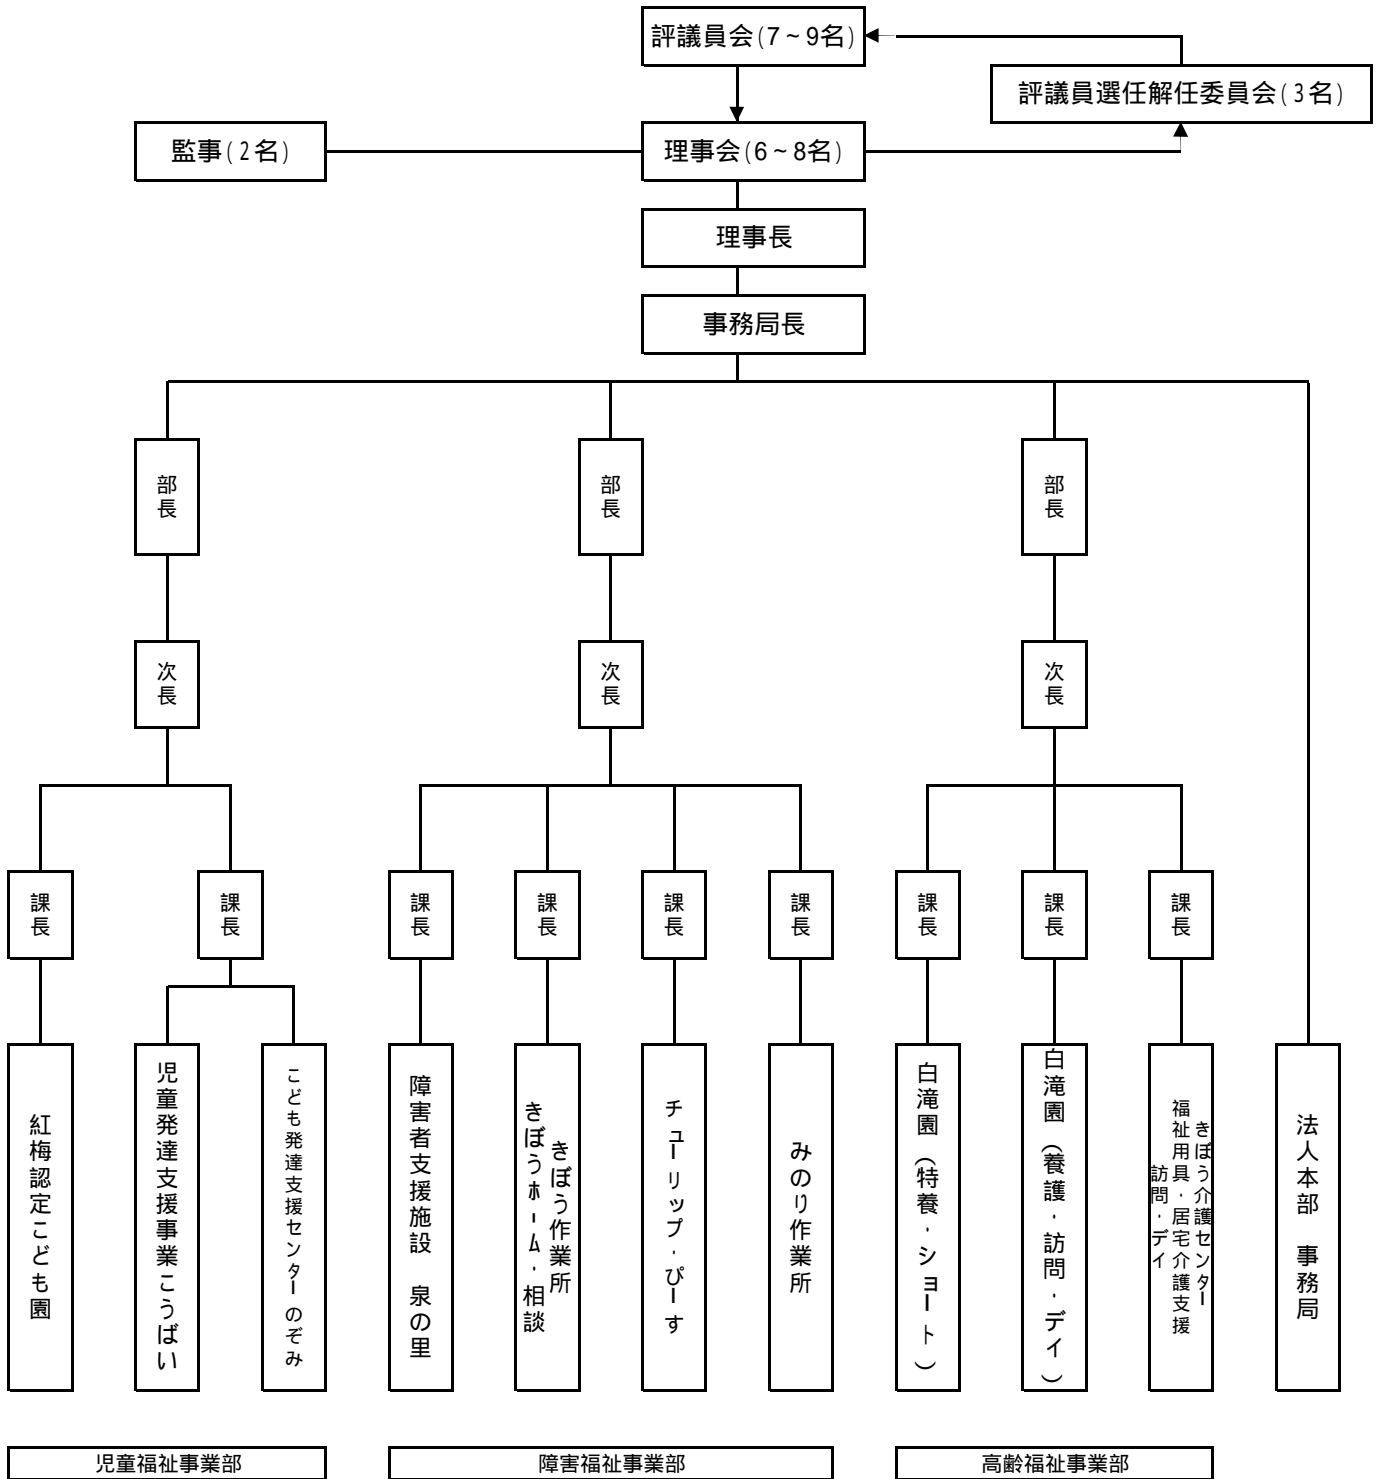 評議員会(7~9名)
評議員選任解任委員会(3名)
監事(2名)
理事会(6~8名)
理事長
事務局長
部長
部長
部長
次長
次長
次長
課長
課長
課長
課長
課長
課長
課長
課長
課長
紅梅認定こども園
児童発達支援事業こうばい
こども発達支援センターのぞみ
障害者支援施設 泉の里
きぼう作業所
きぼうホーム・相談
チューリップ・ぴーす
みのり作業所
白滝園(特養・ショート)
白滝園(養護・訪問・デイ)
きぼう介護センター
福祉用具・居宅介護支援
訪問・デイ
法人本部 事務局
児童福祉事業部
障害福祉事業部
高齢福祉事業部